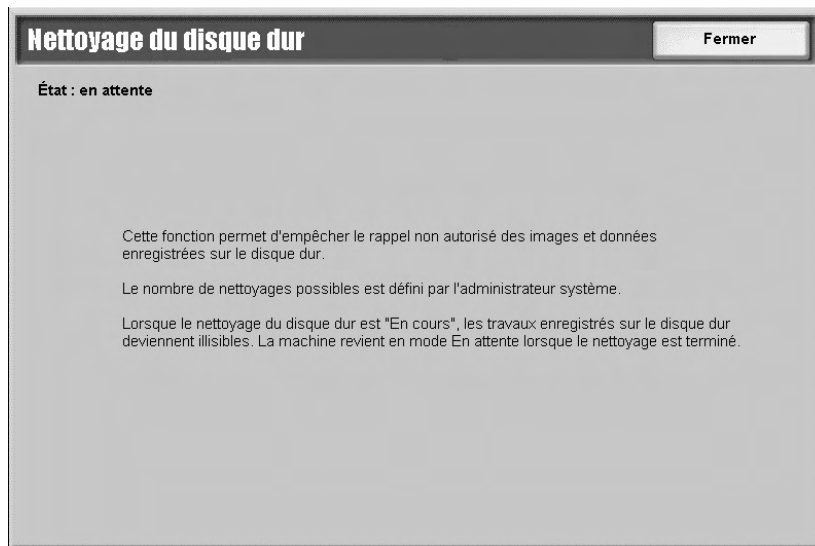 Nettoyage du disque dur
Fermer
État : en attente
Cette fonction permet d'empêcher le rappel non autorisé des images et données
enregistrées sur le disque dur.
Le nombre de nettoyages possibles est défini par l'administrateur système.
Lorsque le nettoyage du disque dur est "En cours", les travaux enregistrés sur le disque dur
deviennent illisibles. La machine revient en mode En attente lorsque le nettoyage est terminé.